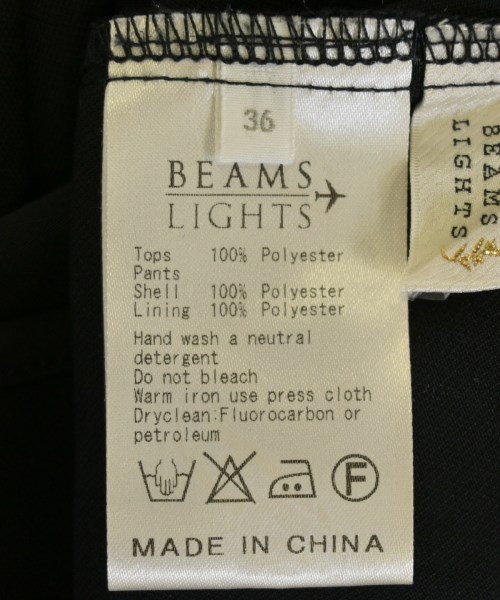 36
BEAMS
LIGHTS
Tops 100% Polyester
Pants
Shell 100% Polyester
Lining 100% Polyester
Hand wash a neutral
detergent
Do not bleach
Warm iron use press cloth
Dryclean:Fluorocarbon or
petroleum
F
MADE IN CHINA
BEAMS
LIGHTS